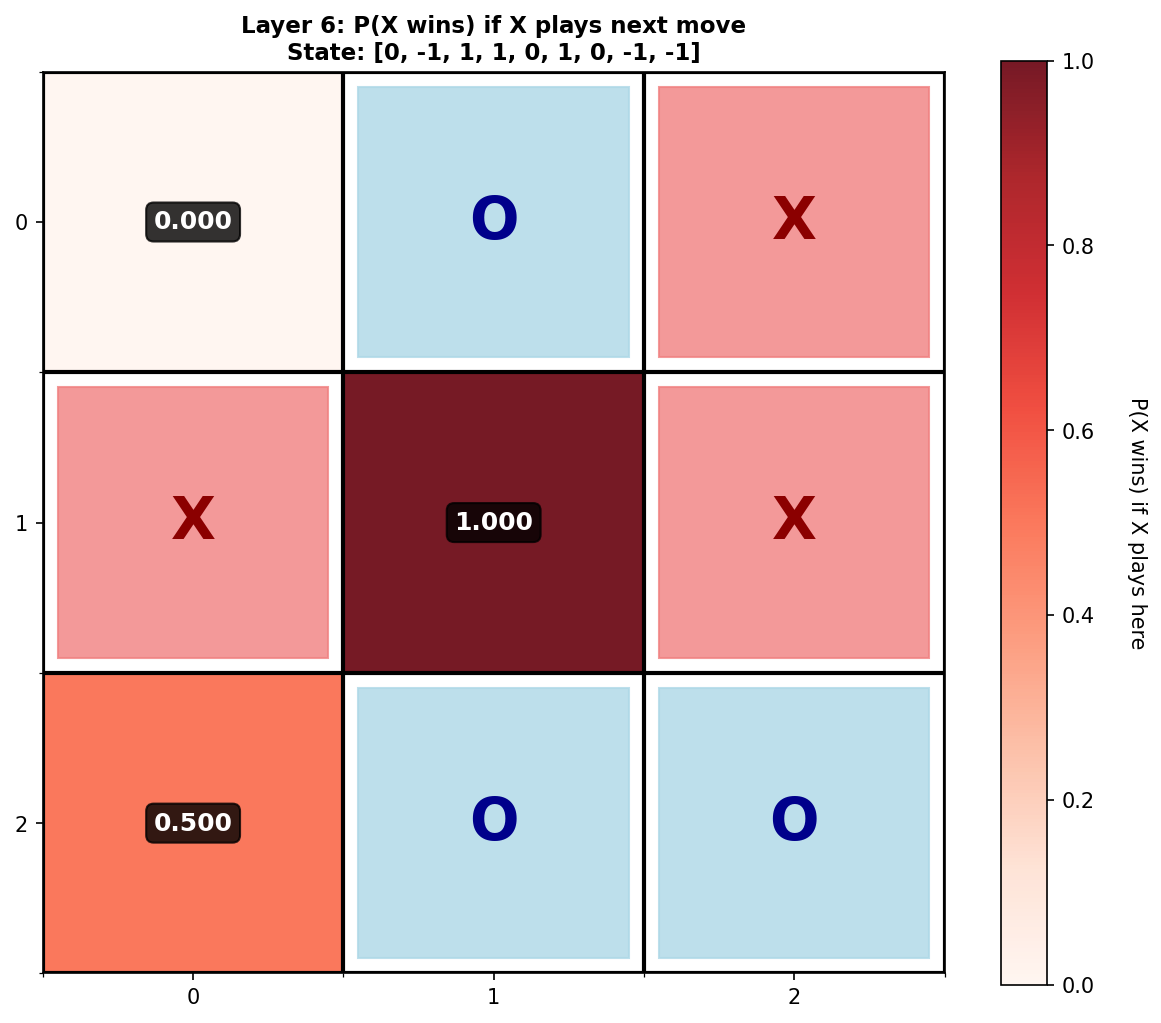 Layer 6: P(X wins) if X plays next move
State: [0, -1, 1, 1, 0, 1, 0, -1, -1]
0
0.000
O
X
1
X
1.000
X
2
0.500
O
O
0
1
2
1.0
0.8
0.6
0.4
0.2
0.0
P(X wins) if X plays here